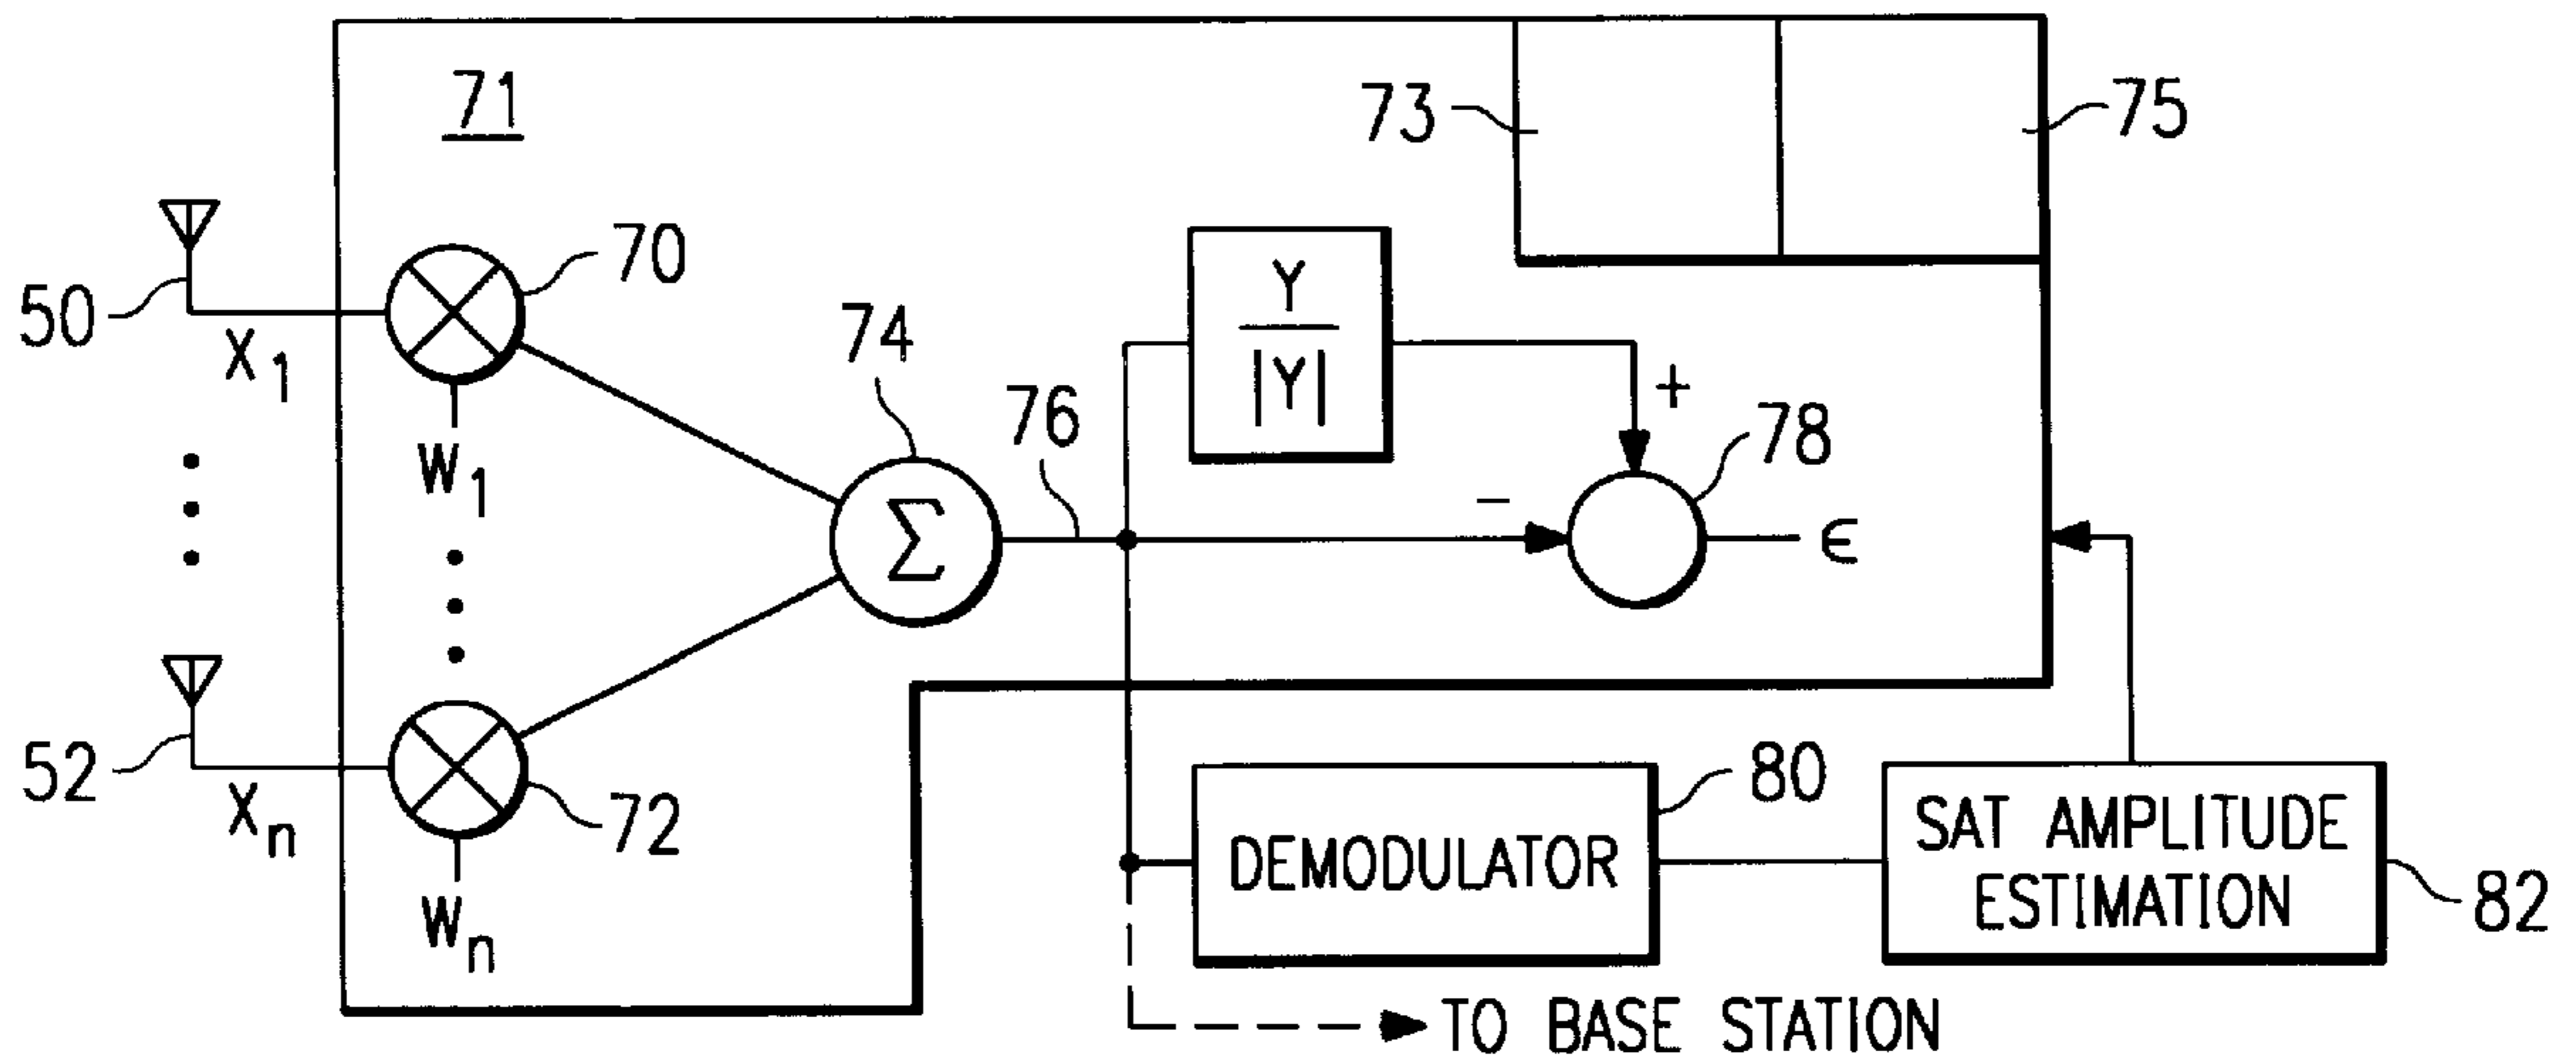 71
73
75
50
X1
70
W1
74
76
Y
|Y|
+
−
78
ϵ
Σ
52
Xn
72
Wn
80
DEMODULATOR
SAT AMPLITUDE
ESTIMATION
82
TO BASE STATION